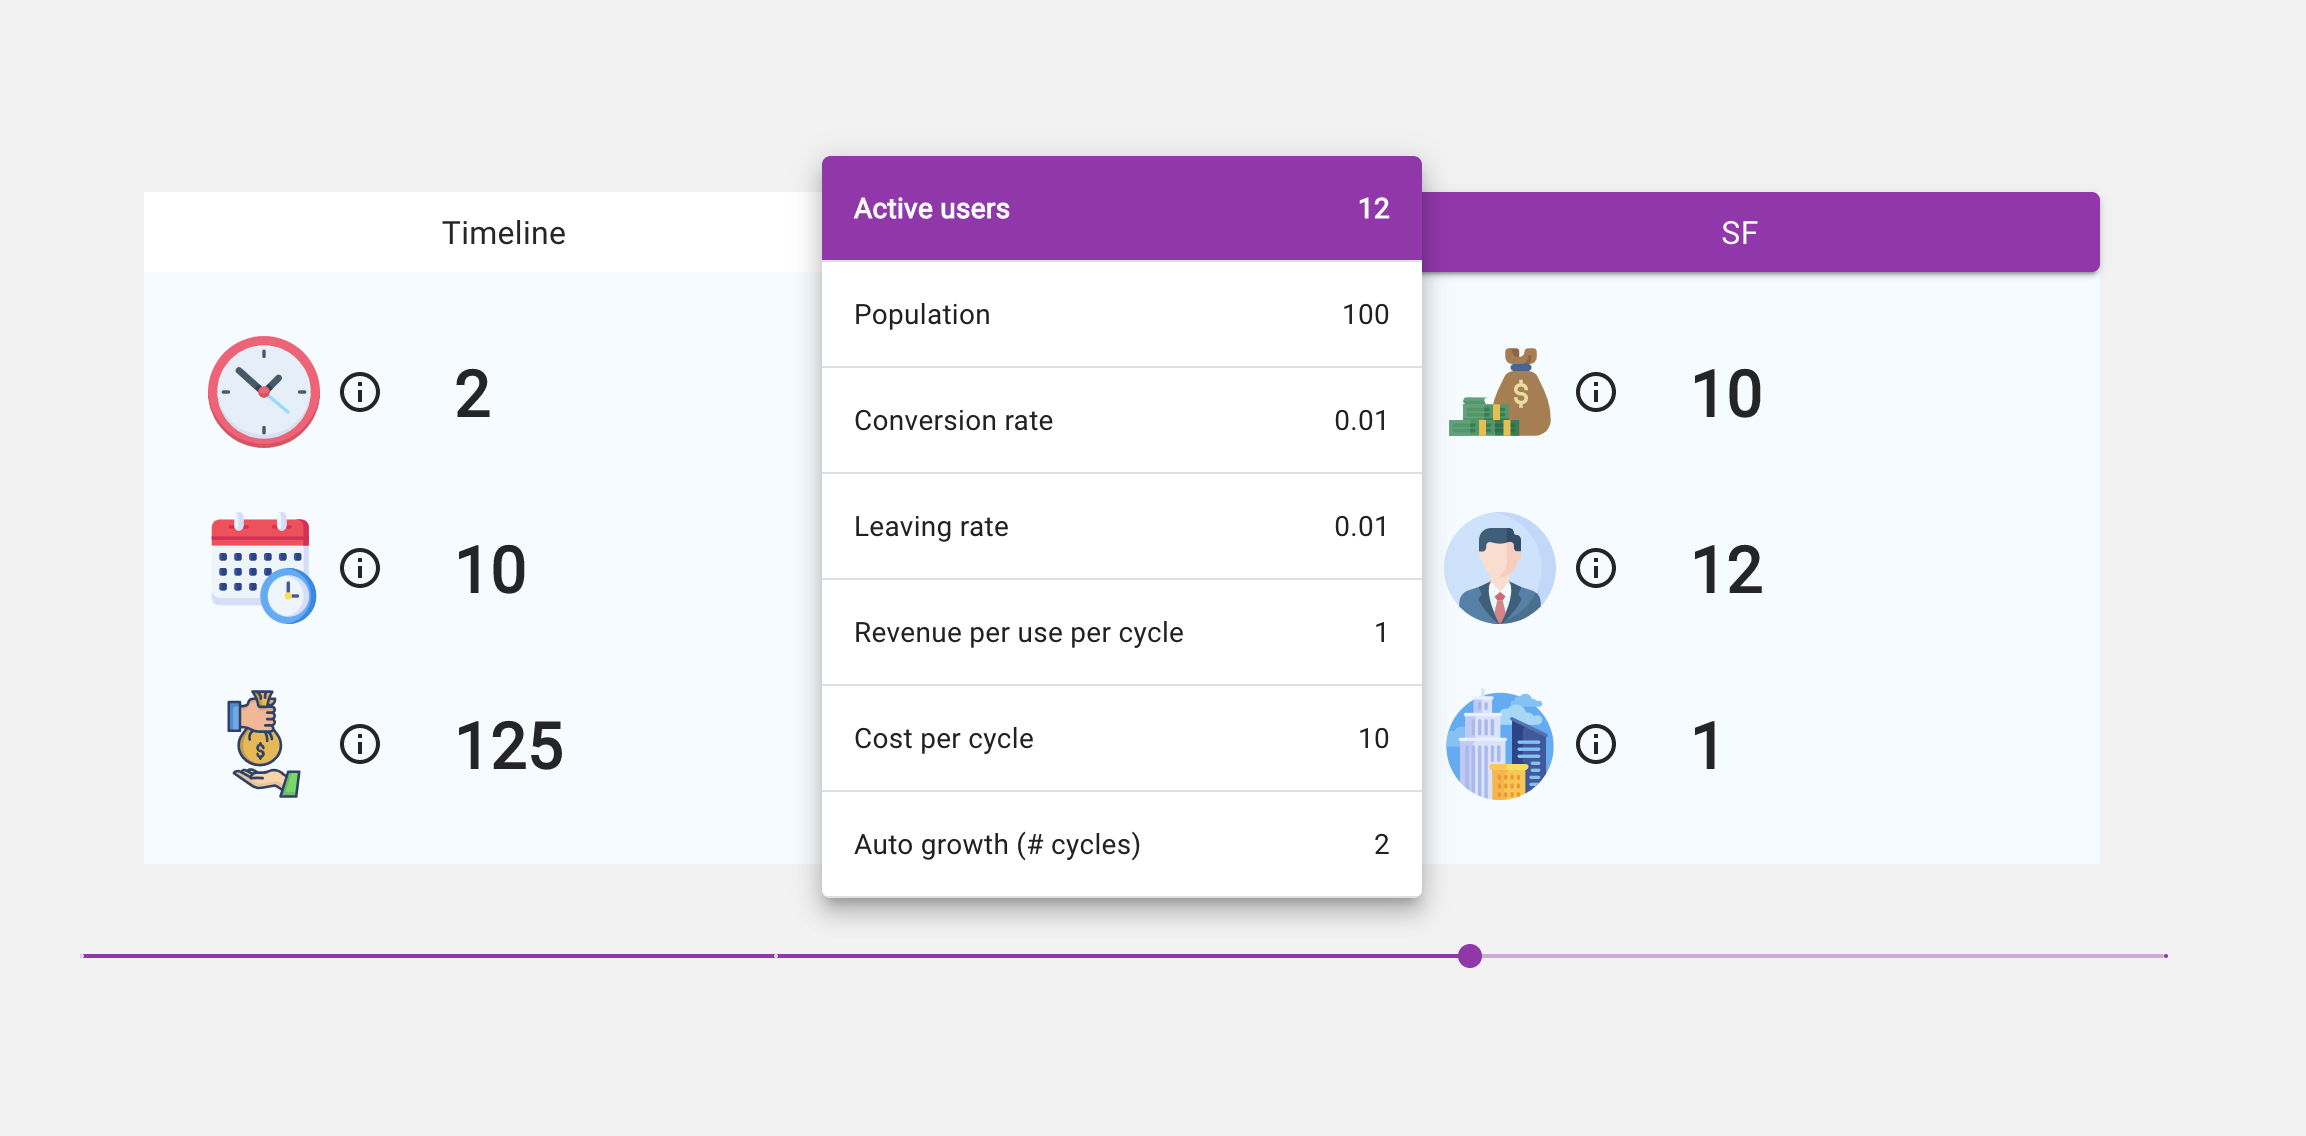 Timeline
2
10
125
Active users 12
Population 100
Conversion rate 0.01
Leaving rate 0.01
Revenue per use per cycle 1
Cost per cycle 10
Auto growth (# cycles) 2
SF
$
10
12
1
$